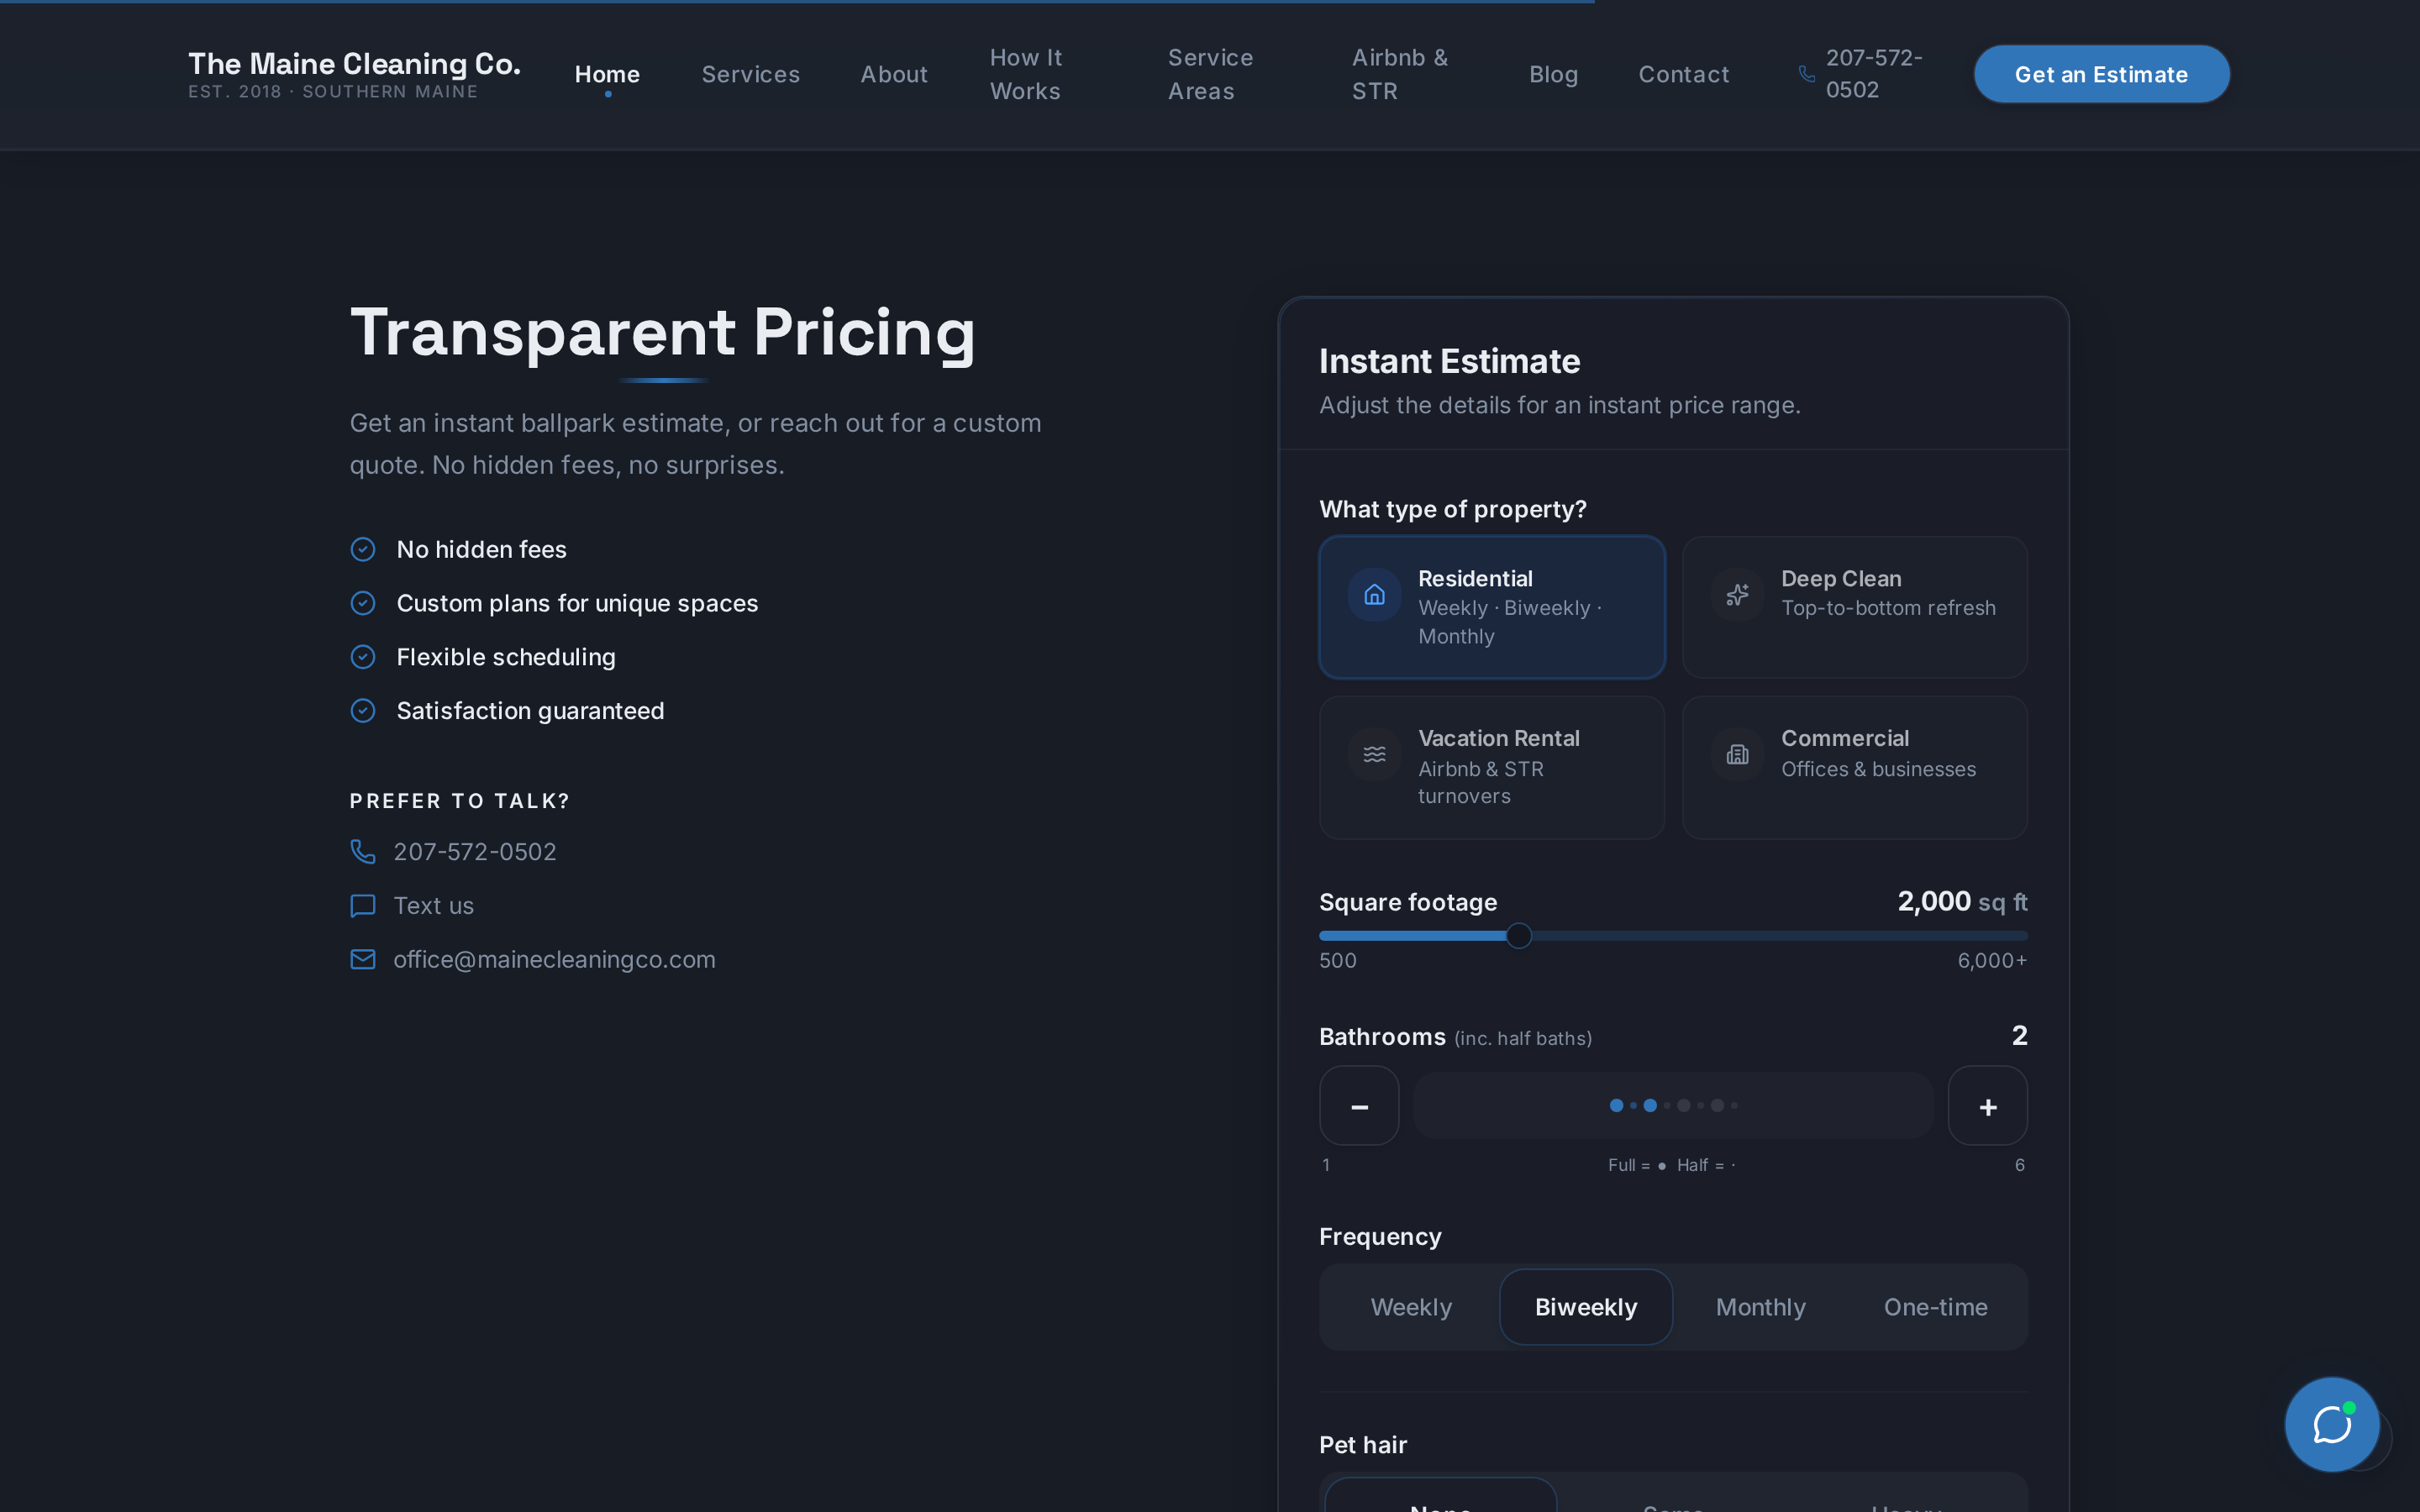 The Maine Cleaning Co.
EST. 2018 · SOUTHERN MAINE
Home
Services
About
How It
Works
Service
Areas
Airbnb &
STR
Blog
Contact
207-572-
0502
Get an Estimate
Transparent Pricing
Get an instant ballpark estimate, or reach out for a custom
quote. No hidden fees, no surprises.
No hidden fees
Custom plans for unique spaces
Flexible scheduling
Satisfaction guaranteed
PREFER TO TALK?
207-572-0502
Text us
office@mainecleaningco.com
Instant Estimate
Adjust the details for an instant price range.
What type of property?
Residential
Weekly · Biweekly ·
Monthly
Deep Clean
Top-to-bottom refresh
Vacation Rental
Airbnb & STR
turnovers
Commercial
Offices & businesses
Square footage
2,000 sq ft
500
6,000+
Bathrooms (inc. half baths)
2
−
+
1
Full = ● Half = ·
6
Frequency
Weekly
Biweekly
Monthly
One-time
Pet hair
None
Some
Heavy